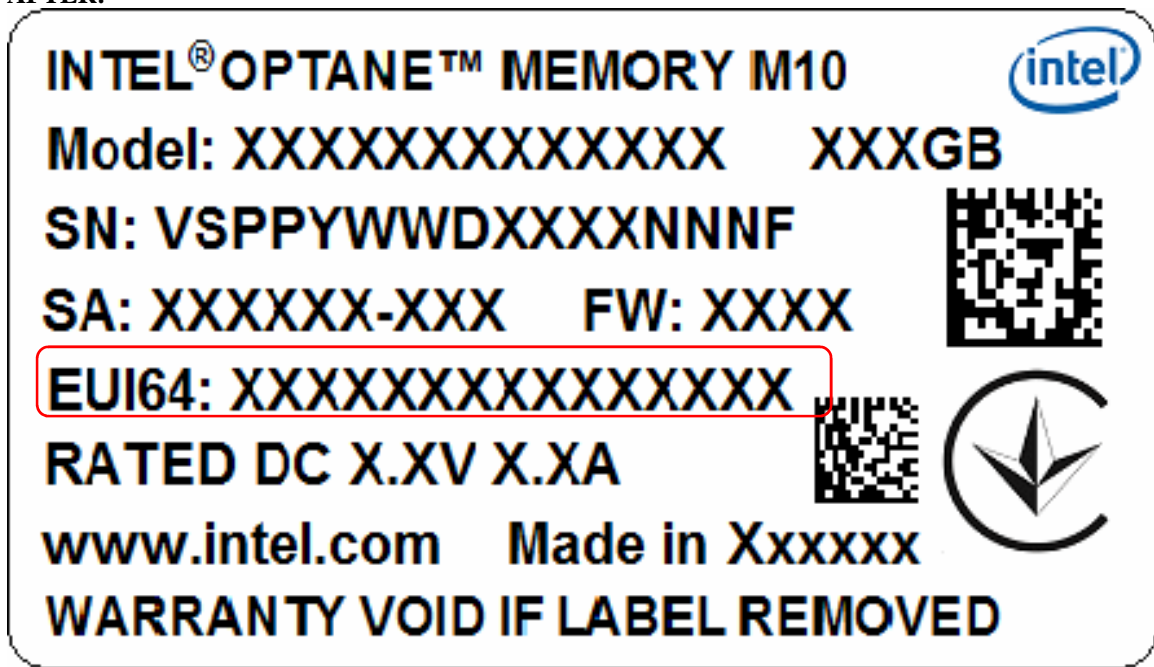 AFTER:
INTEL® OPTANE™ MEMORY M10
intel
Model: XXXXXXXXXXXXXX XXXGB
SN: VSPPYWWDXXXXNNNF
SA: XXXXXX-XXX FW: XXXX
EUI64: XXXXXXXXXXXXXXXX
RATED DC X.XV X.XA
www.intel.com Made in Xxxxxx
WARRANTY VOID IF LABEL REMOVED